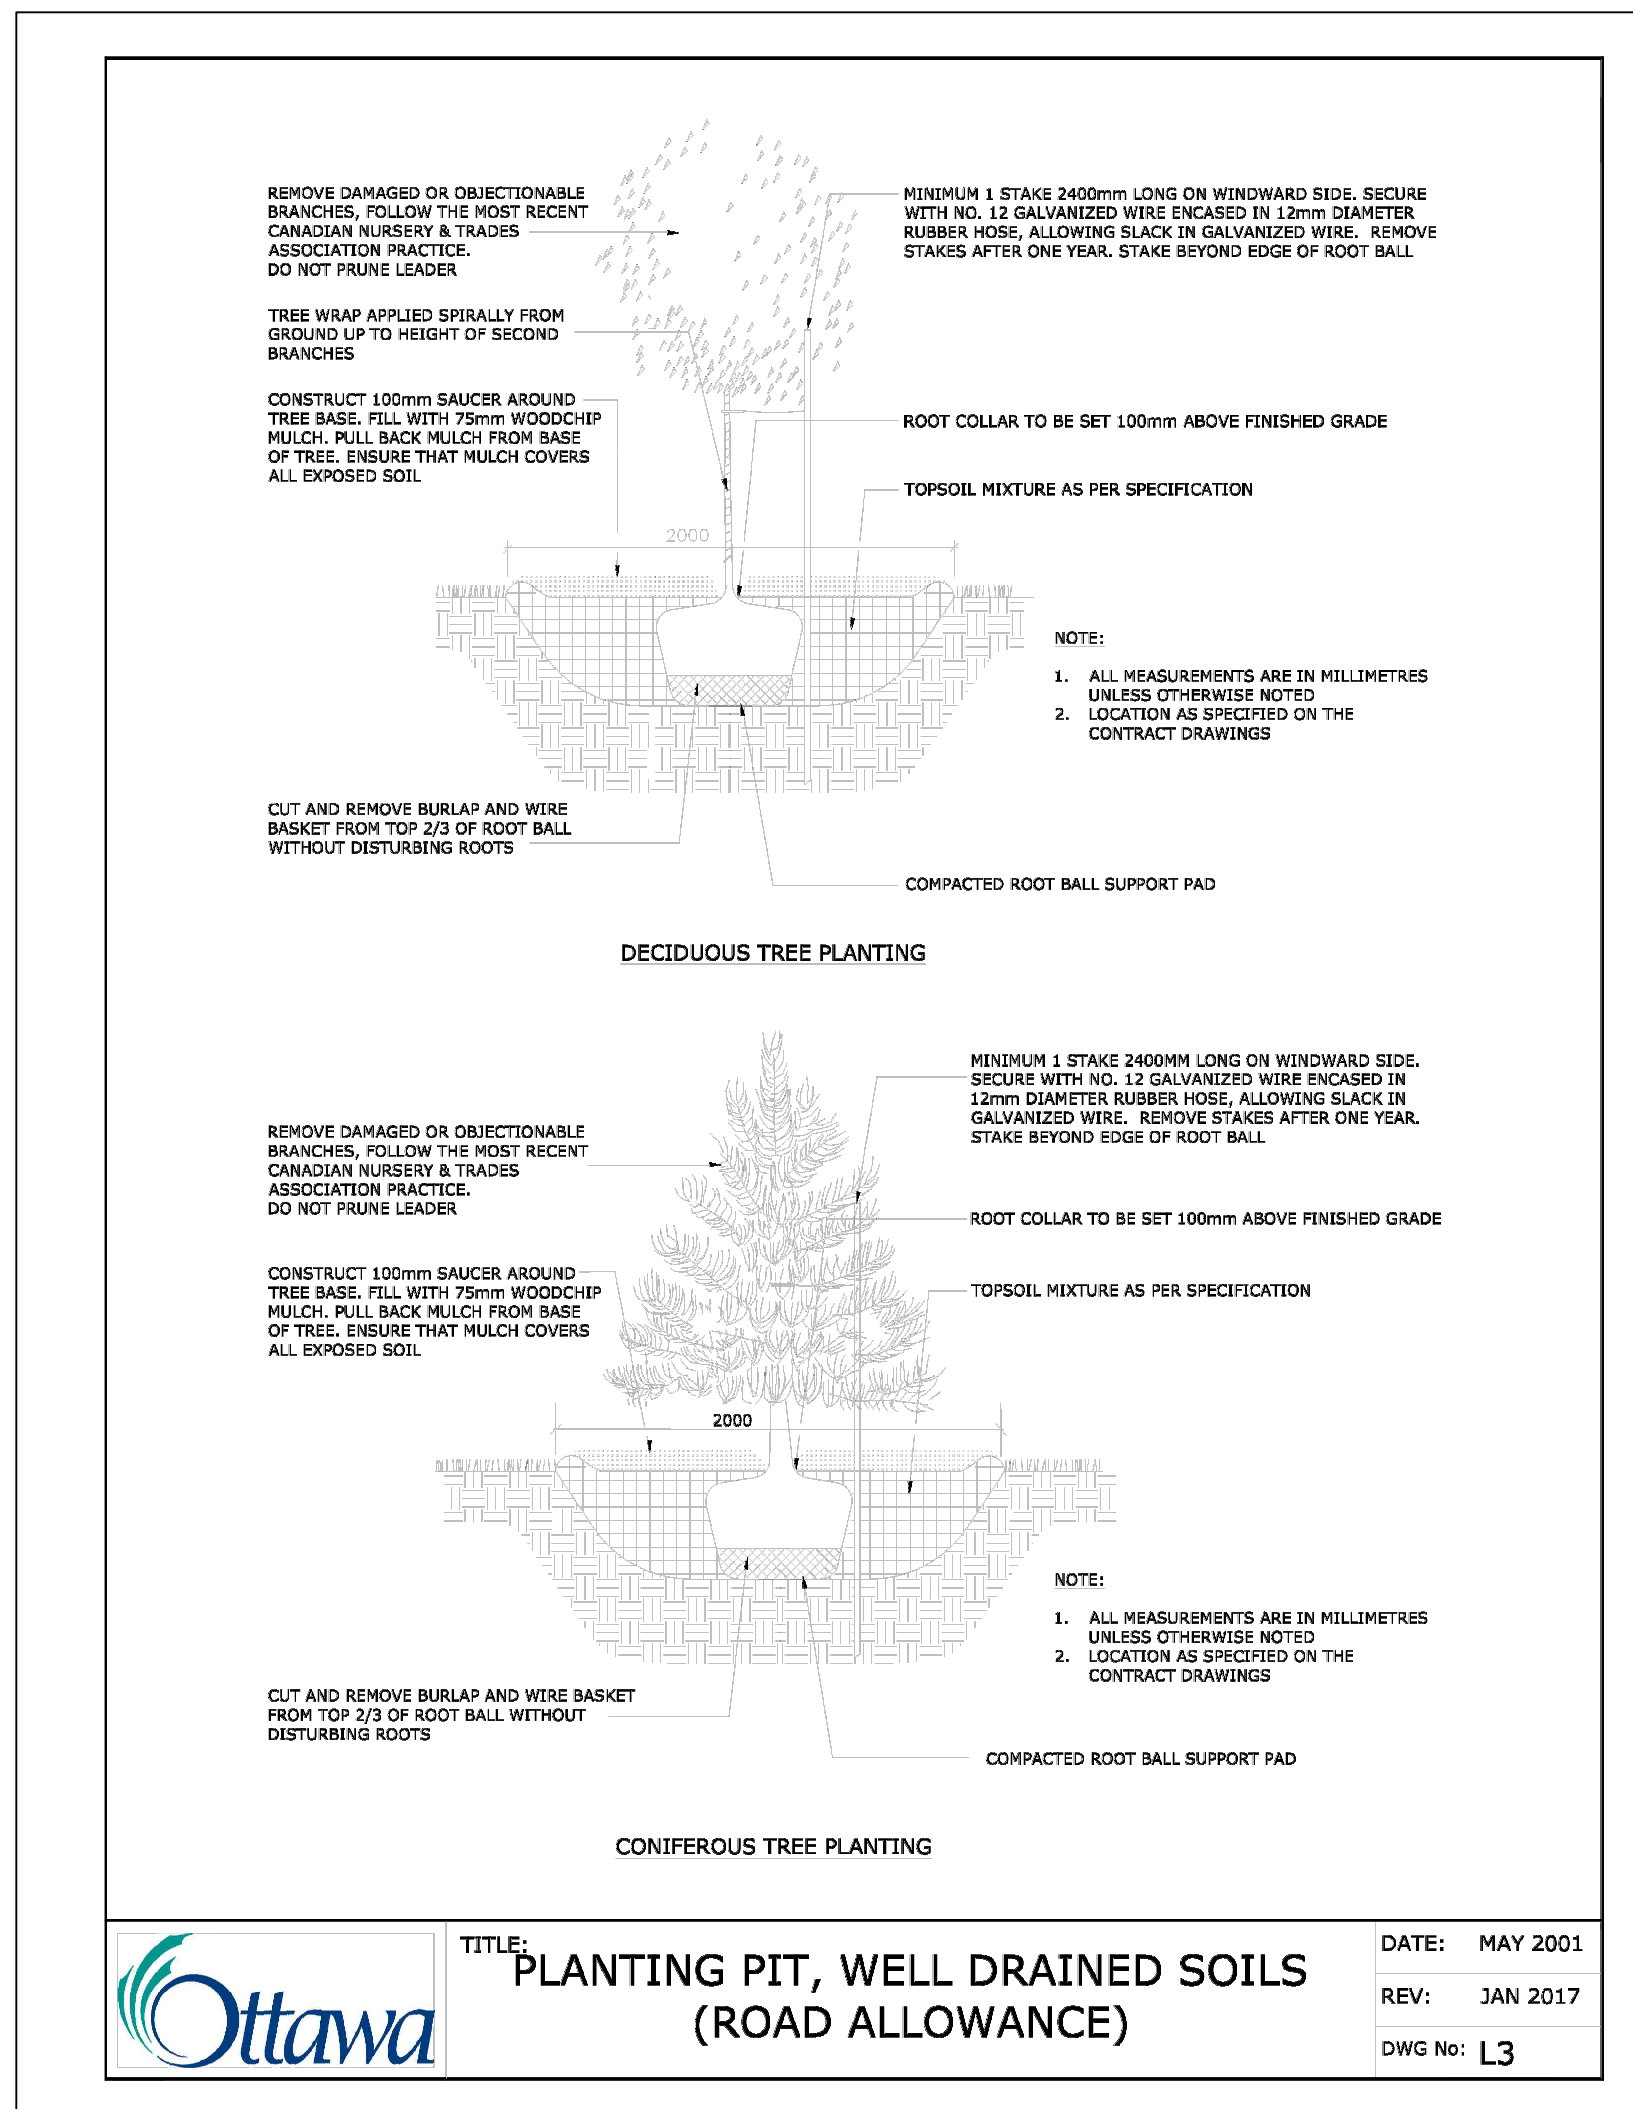 REMOVE DAMAGED OR OBJECTIONABLE
BRANCHES, FOLLOW THE MOST RECENT
CANADIAN NURSERY & TRADES
ASSOCIATION PRACTICE.
DO NOT PRUNE LEADER
MINIMUM 1 STAKE 2400mm LONG ON WINDWARD SIDE. SECURE
WITH NO. 12 GALVANIZED WIRE ENCASED IN 12mm DIAMETER
RUBBER HOSE, ALLOWING SLACK IN GALVANIZED WIRE. REMOVE
STAKES AFTER ONE YEAR. STAKE BEYOND EDGE OF ROOT BALL
TREE WRAP APPLIED SPIRALLY FROM
GROUND UP TO HEIGHT OF SECOND
BRANCHES
CONSTRUCT 100mm SAUCER AROUND
TREE BASE. FILL WITH 75mm WOODCHIP
MULCH. PULL BACK MULCH FROM BASE
OF TREE. ENSURE THAT MULCH COVERS
ALL EXPOSED SOIL
ROOT COLLAR TO BE SET 100mm ABOVE FINISHED GRADE
TOPSOIL MIXTURE AS PER SPECIFICATION
2000
NOTE:
1. ALL MEASUREMENTS ARE IN MILLIMETRES
UNLESS OTHERWISE NOTED
2. LOCATION AS SPECIFIED ON THE
CONTRACT DRAWINGS
CUT AND REMOVE BURLAP AND WIRE
BASKET FROM TOP 2/3 OF ROOT BALL
WITHOUT DISTURBING ROOTS
COMPACTED ROOT BALL SUPPORT PAD
DECIDUOUS TREE PLANTING
MINIMUM 1 STAKE 2400MM LONG ON WINDWARD SIDE.
SECURE WITH NO. 12 GALVANIZED WIRE ENCASED IN
12mm DIAMETER RUBBER HOSE, ALLOWING SLACK IN
GALVANIZED WIRE. REMOVE STAKES AFTER ONE YEAR.
STAKE BEYOND EDGE OF ROOT BALL
REMOVE DAMAGED OR OBJECTIONABLE
BRANCHES, FOLLOW THE MOST RECENT
CANADIAN NURSERY & TRADES
ASSOCIATION PRACTICE.
DO NOT PRUNE LEADER
ROOT COLLAR TO BE SET 100mm ABOVE FINISHED GRADE
CONSTRUCT 100mm SAUCER AROUND
TREE BASE. FILL WITH 75mm WOODCHIP
MULCH. PULL BACK MULCH FROM BASE
OF TREE. ENSURE THAT MULCH COVERS
ALL EXPOSED SOIL
TOPSOIL MIXTURE AS PER SPECIFICATION
2000
NOTE:
1. ALL MEASUREMENTS ARE IN MILLIMETRES
UNLESS OTHERWISE NOTED
2. LOCATION AS SPECIFIED ON THE
CONTRACT DRAWINGS
CUT AND REMOVE BURLAP AND WIRE BASKET
FROM TOP 2/3 OF ROOT BALL WITHOUT
DISTURBING ROOTS
COMPACTED ROOT BALL SUPPORT PAD
CONIFEROUS TREE PLANTING
Ottawa
TITLE:
PLANTING PIT, WELL DRAINED SOILS
(ROAD ALLOWANCE)
DATE: MAY 2001
REV: JAN 2017
DWG No: L3